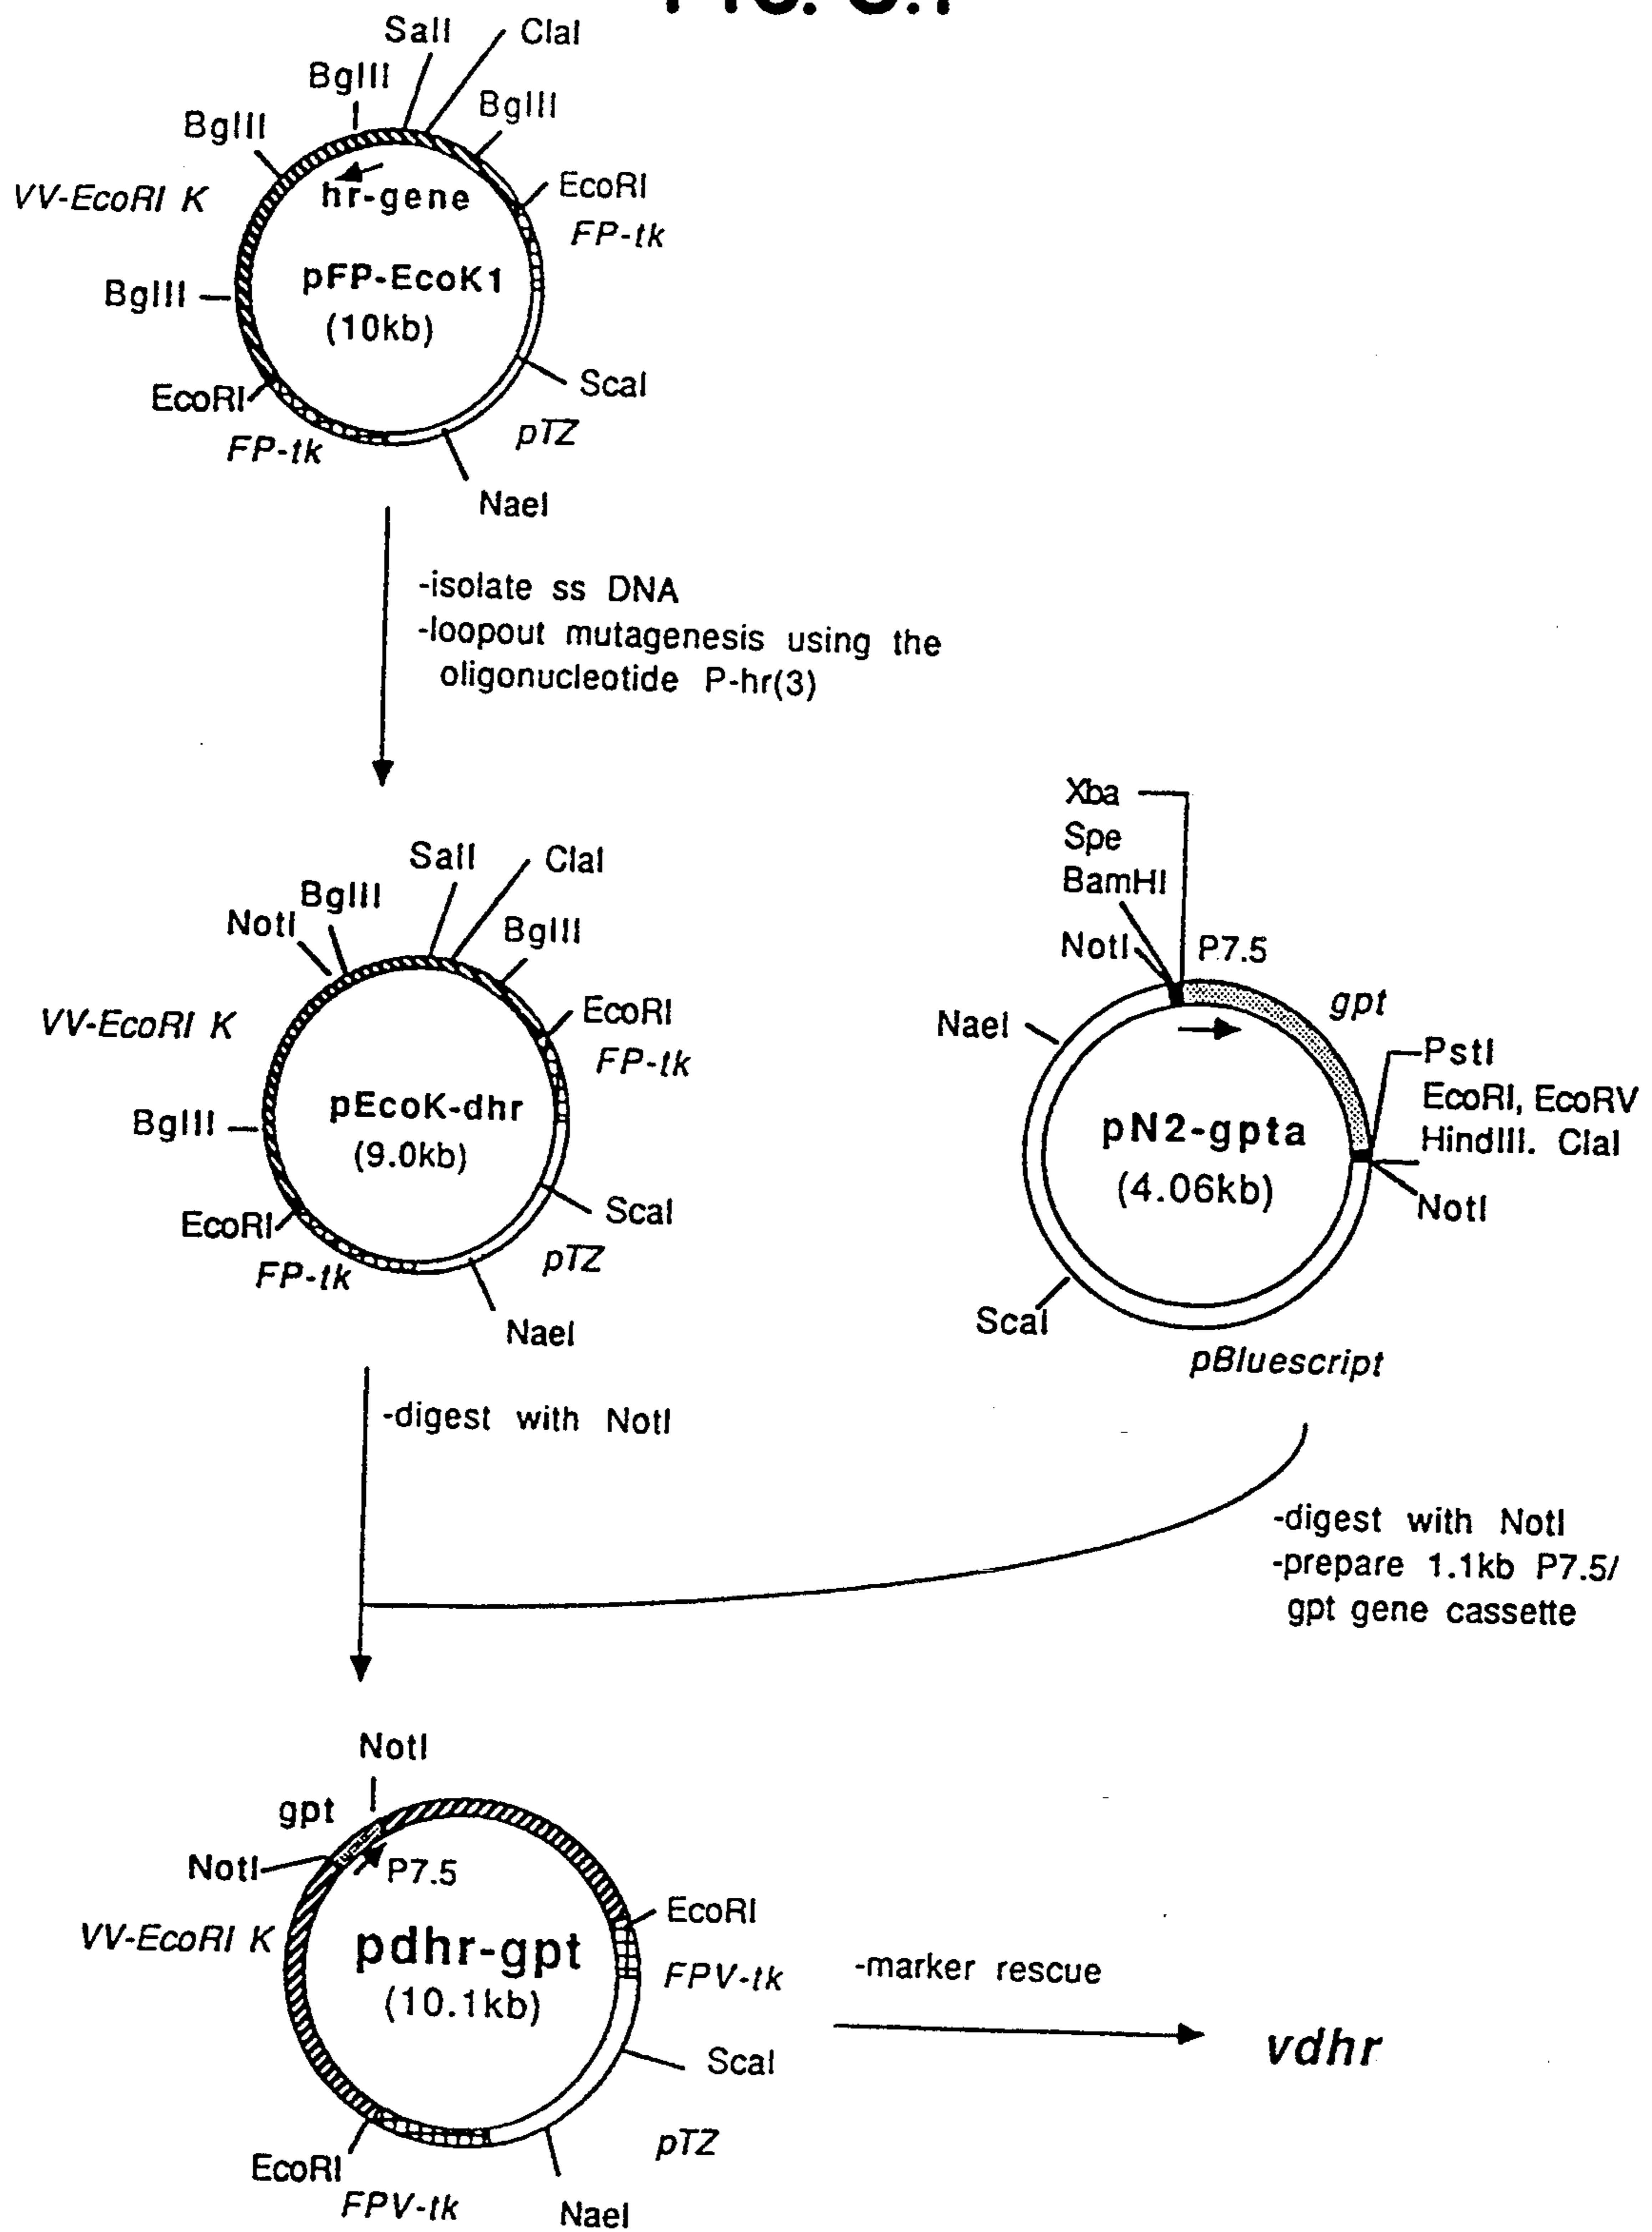 SalI
ClaI
BglII
BglII
BglII
EcoRI
VV-EcoRI K
hr-gene
FP-tk
pFP-EcoK1
BglII
(10kb)
ScaI
EcoRI
pTZ
FP-tk
NaeI
-isolate ss DNA
-loopout mutagenesis using the
oligonucleotide P-hr(3)
Xba
Spe
BamHI
SalI
ClaI
BglII
NotI
BglII
NotI
P7.5
gpt
EcoRI
VV-EcoRI K
NaeI
FP-tk
PstI
EcoRI, EcoRV
HindIII. ClaI
pEcoK-dhr
BglII
(9.0kb)
pN2-gpta
(4.06kb)
NotI
ScaI
EcoRI
pTZ
FP-tk
NaeI
ScaI
pBluescript
-digest with NotI
-digest with NotI
-prepare 1.1kb P7.5/
gpt gene cassette
NotI
gpt
NotI
P7.5
EcoRI
VV-EcoRI K
pdhr-gpt
(10.1kb)
FPV-tk
-marker rescue
vdhr
ScaI
pTZ
EcoRI
FPV-tk
NaeI